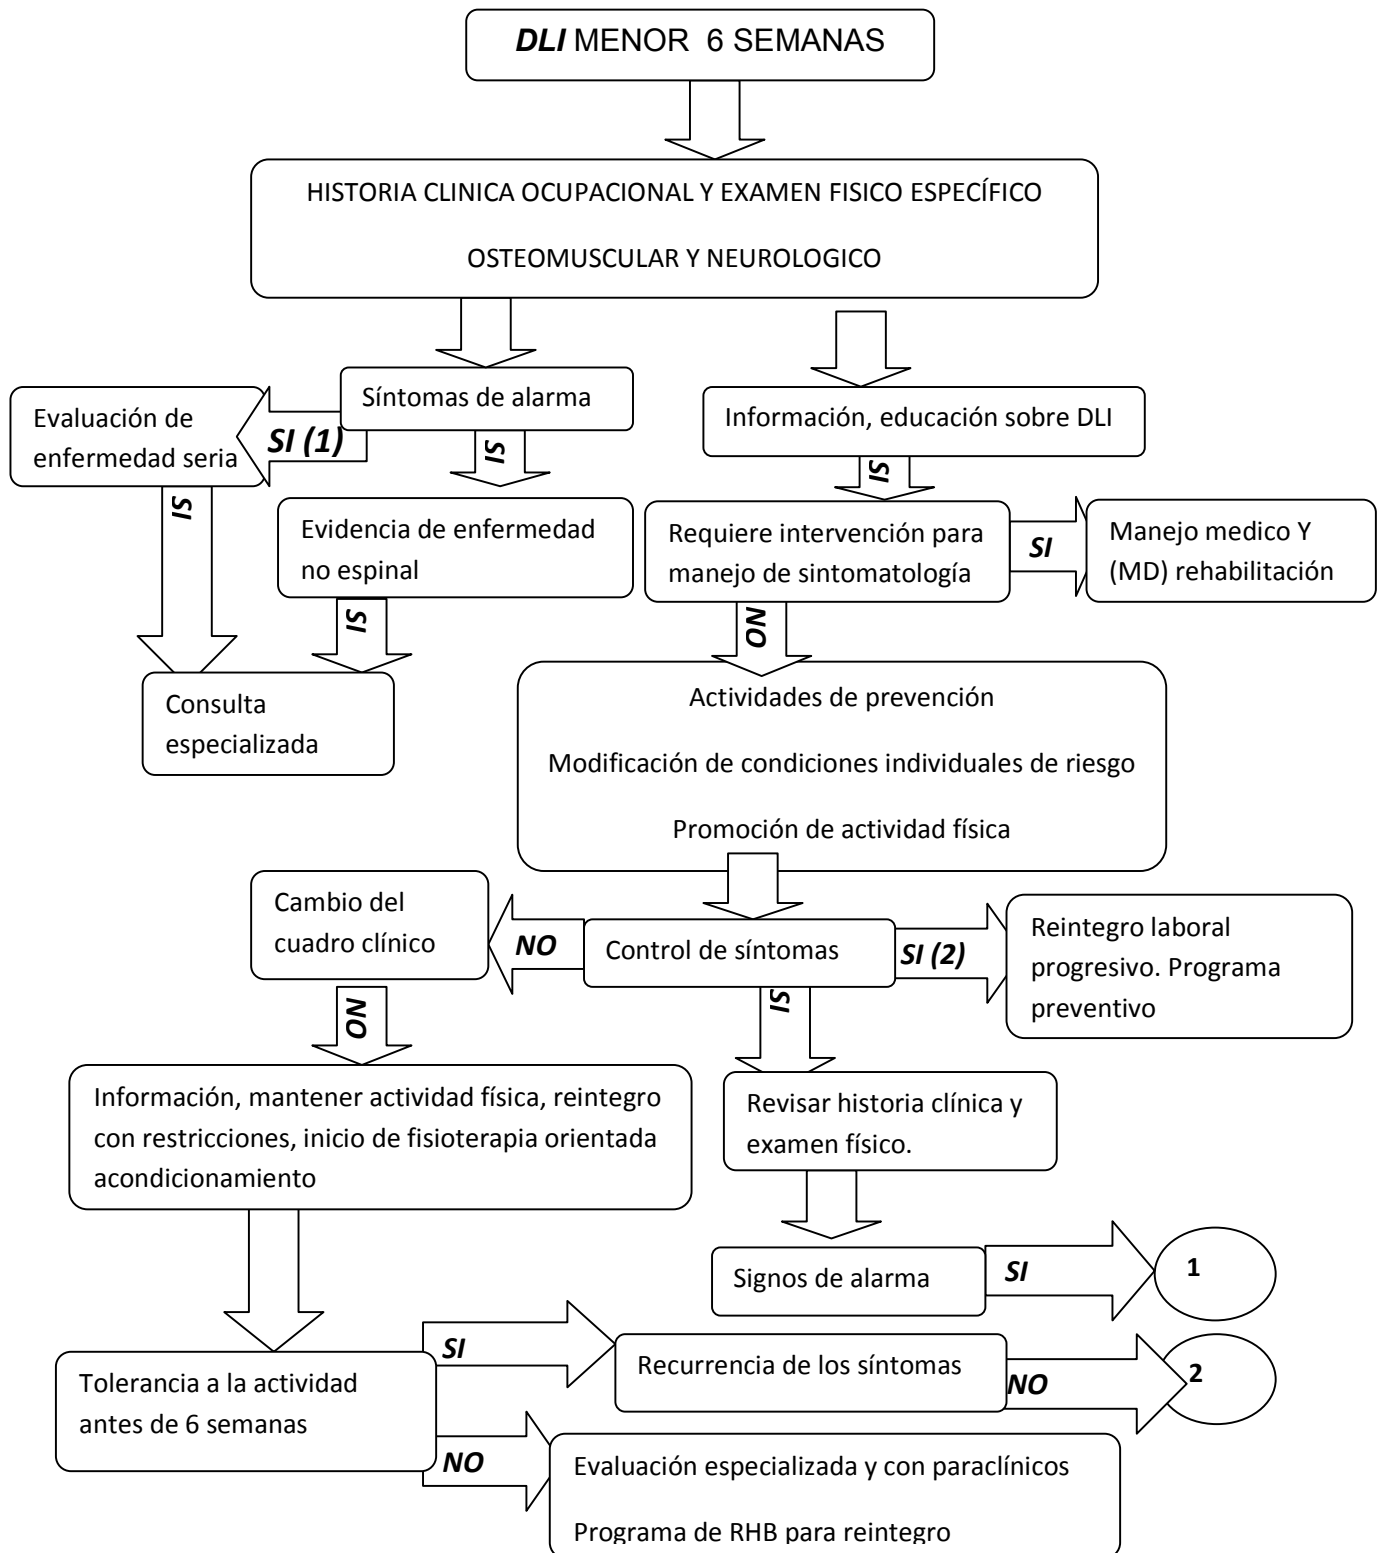 DLI MENOR 6 SEMANAS
HISTORIA CLINICA OCUPACIONAL Y EXAMEN FISICO ESPECÍFICO
OSTEOMUSCULAR Y NEUROLOGICO
Síntomas de alarma
SI (1)
Evaluación de
enfermedad seria
SI
SI
Evidencia de enfermedad
no espinal
SI
Consulta
especializada
Información, educación sobre DLI
SI
Requiere intervención para
manejo de sintomatología
SI
Manejo medico Y
(MD) rehabilitación
NO
Actividades de prevención
Modificación de condiciones individuales de riesgo
Promoción de actividad física
Control de síntomas
NO
Cambio del
cuadro clínico
SI (2)
Reintegro laboral
progresivo. Programa
preventivo
NO
SI
Información, mantener actividad física, reintegro
con restricciones, inicio de fisioterapia orientada
acondicionamiento
Revisar historia clínica y
examen físico.
Signos de alarma
SI
1
Tolerancia a la actividad
antes de 6 semanas
SI
Recurrencia de los síntomas
NO
2
NO
Evaluación especializada y con paraclínicos
Programa de RHB para reintegro